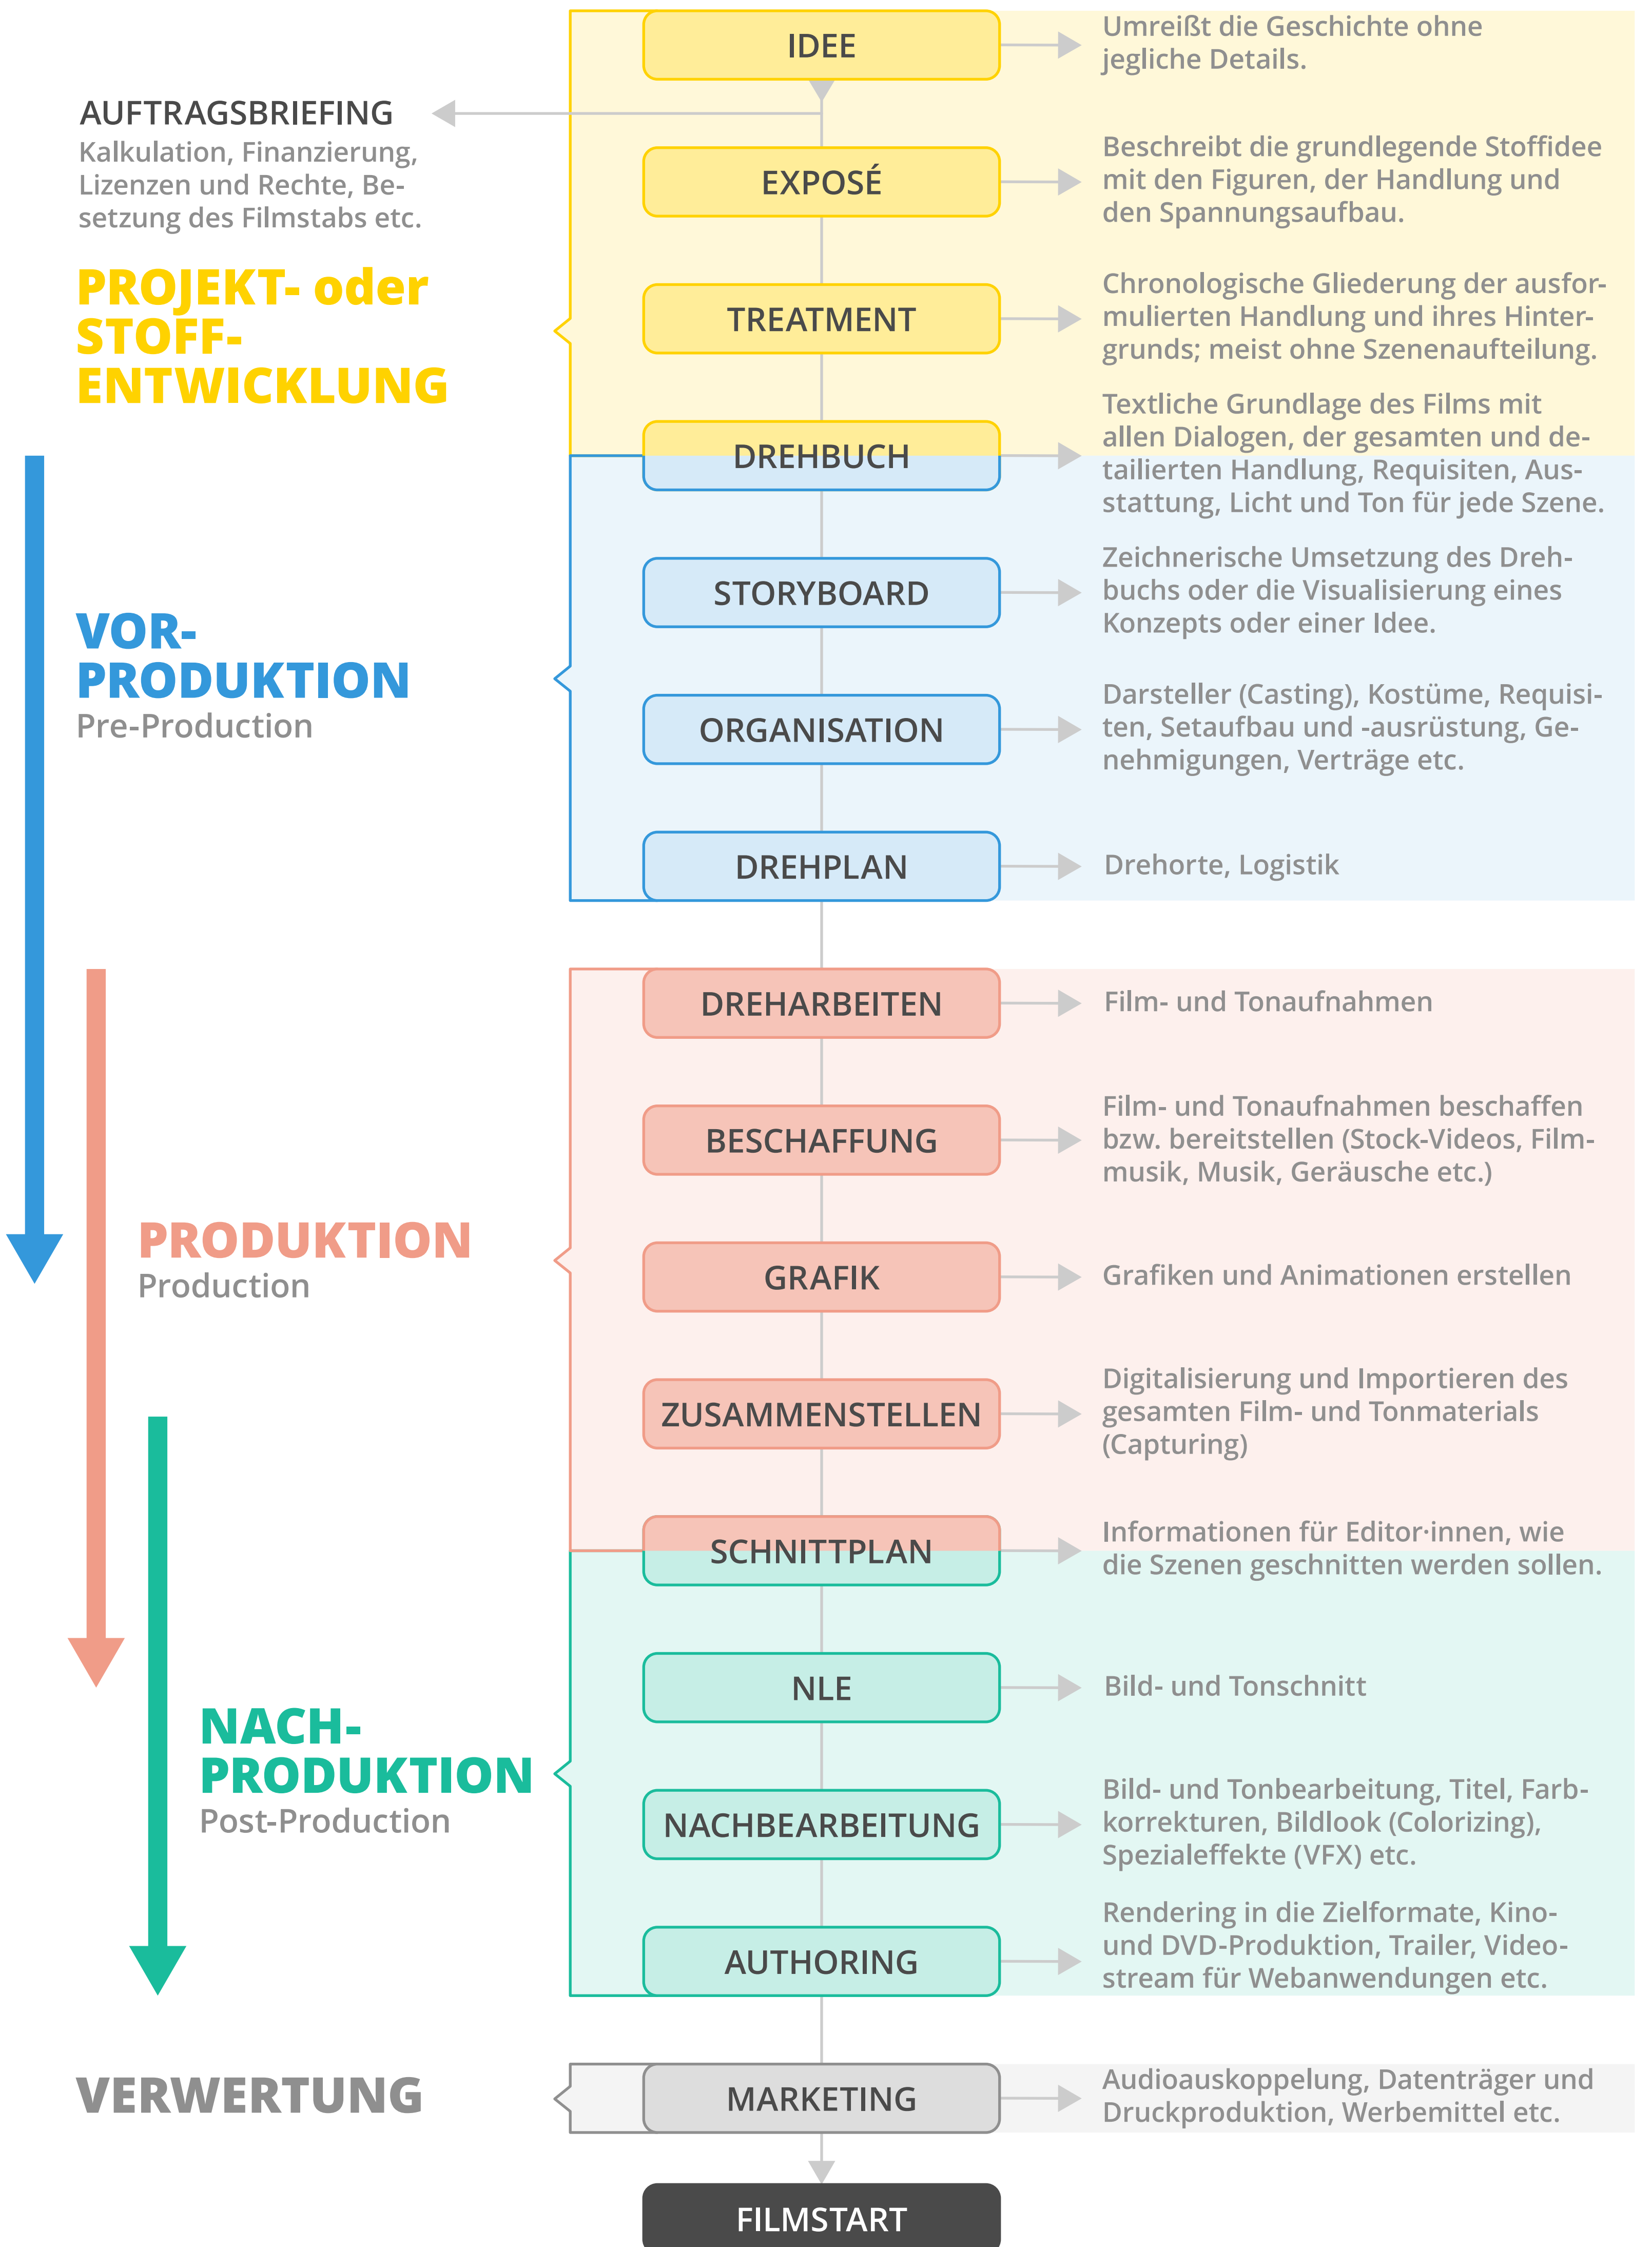 IDEE
Umreißt die Geschichte ohne
jegliche Details.
AUFTRAGSBRIEFING
Kalkulation, Finanzierung,
Lizenzen und Rechte, Be-
setzung des Filmstabs etc.
EXPOSÉ
Beschreibt die grundlegende Stoffidee
mit den Figuren, der Handlung und
den Spannungsaufbau.
PROJEKT- oder
STOFF-
ENTWICKLUNG
TREATMENT
Chronologische Gliederung der ausfor-
mulierten Handlung und ihres Hinter-
grunds; meist ohne Szenenaufteilung.
DREHBUCH
Textliche Grundlage des Films mit
allen Dialogen, der gesamten und de-
tailierten Handlung, Requisiten, Aus-
stattung, Licht und Ton für jede Szene.
VOR-
PRODUKTION
Pre-Production
STORYBOARD
Zeichnerische Umsetzung des Dreh-
buchs oder die Visualisierung eines
Konzepts oder einer Idee.
ORGANISATION
Darsteller (Casting), Kostüme, Requisi-
ten, Setaufbau und -ausrüstung, Ge-
nehmigungen, Verträge etc.
DREHPLAN
Drehorte, Logistik
DREHARBEITEN
Film- und Tonaufnahmen
BESCHAFFUNG
Film- und Tonaufnahmen beschaffen
bzw. bereitstellen (Stock-Videos, Film-
musik, Musik, Geräusche etc.)
PRODUKTION
Production
GRAFIK
Grafiken und Animationen erstellen
ZUSAMMENSTELLEN
Digitalisierung und Importieren des
gesamten Film- und Tonmaterials
(Capturing)
SCHNITTPLAN
Informationen für Editor·innen, wie
die Szenen geschnitten werden sollen.
NLE
Bild- und Tonschnitt
NACH-
PRODUKTION
Post-Production
NACHBEARBEITUNG
Bild- und Tonbearbeitung, Titel, Farb-
korrekturen, Bildlook (Colorizing),
Spezialeffekte (VFX) etc.
AUTHORING
Rendering in die Zielformate, Kino-
und DVD-Produktion, Trailer, Video-
stream für Webanwendungen etc.
VERWERTUNG
MARKETING
Audioauskoppelung, Datenträger und
Druckproduktion, Werbemittel etc.
FILMSTART